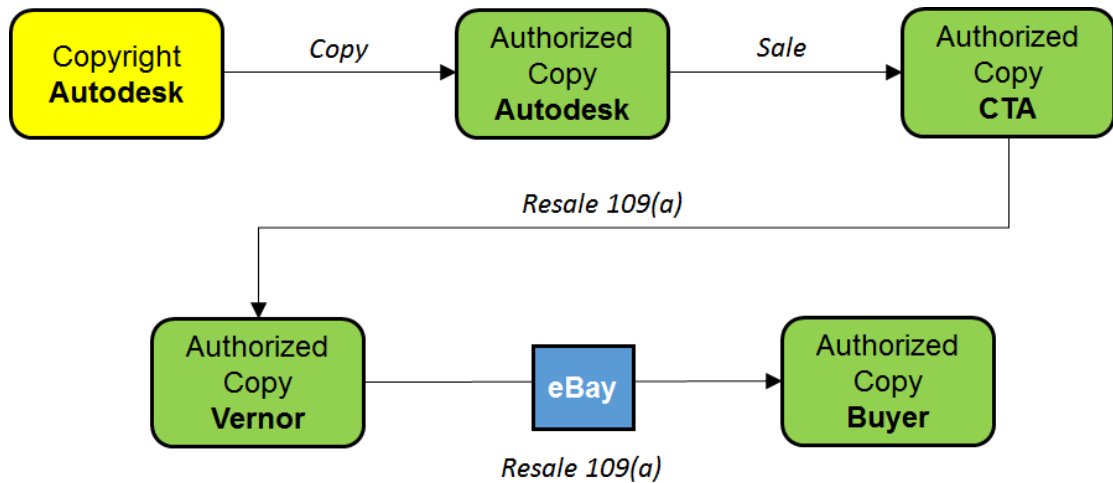 Copyright
Autodesk
Copy
Authorized
Copy
Autodesk
Sale
Authorized
Copy
CTA
Resale 109(a)
Authorized
Copy
Vernor
eBay
Resale 109(a)
Authorized
Copy
Buyer